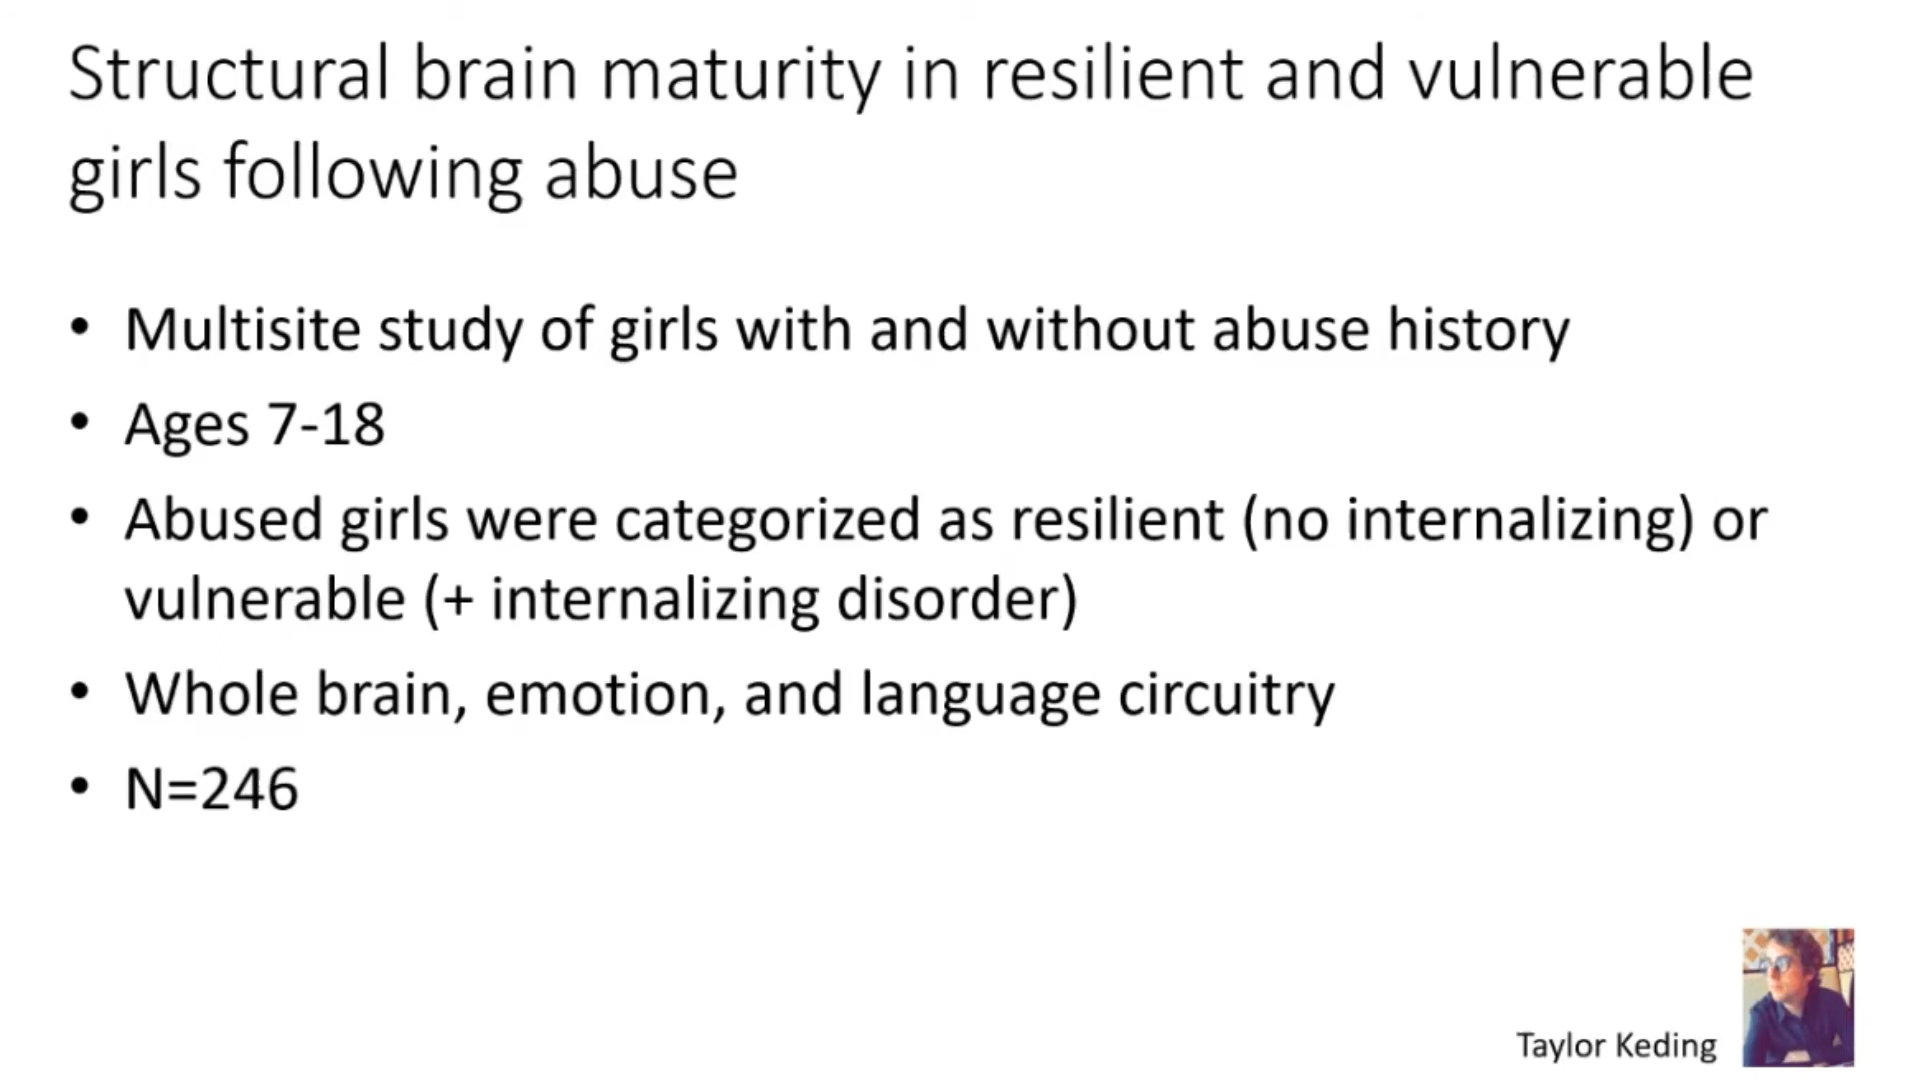 Structural brain maturity in resilient and vulnerable
girls following abuse
• Multisite study of girls with and without abuse history
• Ages 7-18
• Abused girls were categorized as resilient (no internalizing) or
vulnerable (+ internalizing disorder)
• Whole brain, emotion, and language circuitry
• N=246
Taylor Keding